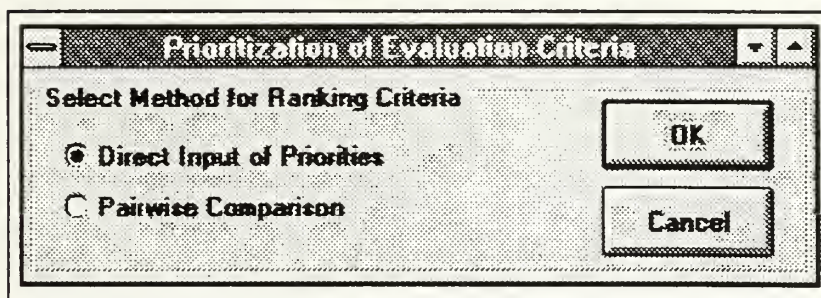 Prioritization of Evaluation Criteria
Select Method for Ranking Criteria
Direct Input of Priorities
Pairwise Comparison
OK
Cancel